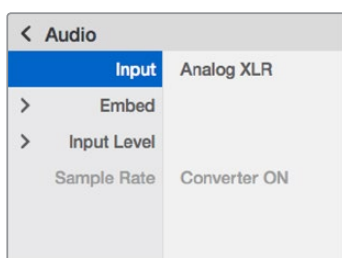 Audio
Input Analog XLR
Embed
Input Level
Sample Rate Converter ON